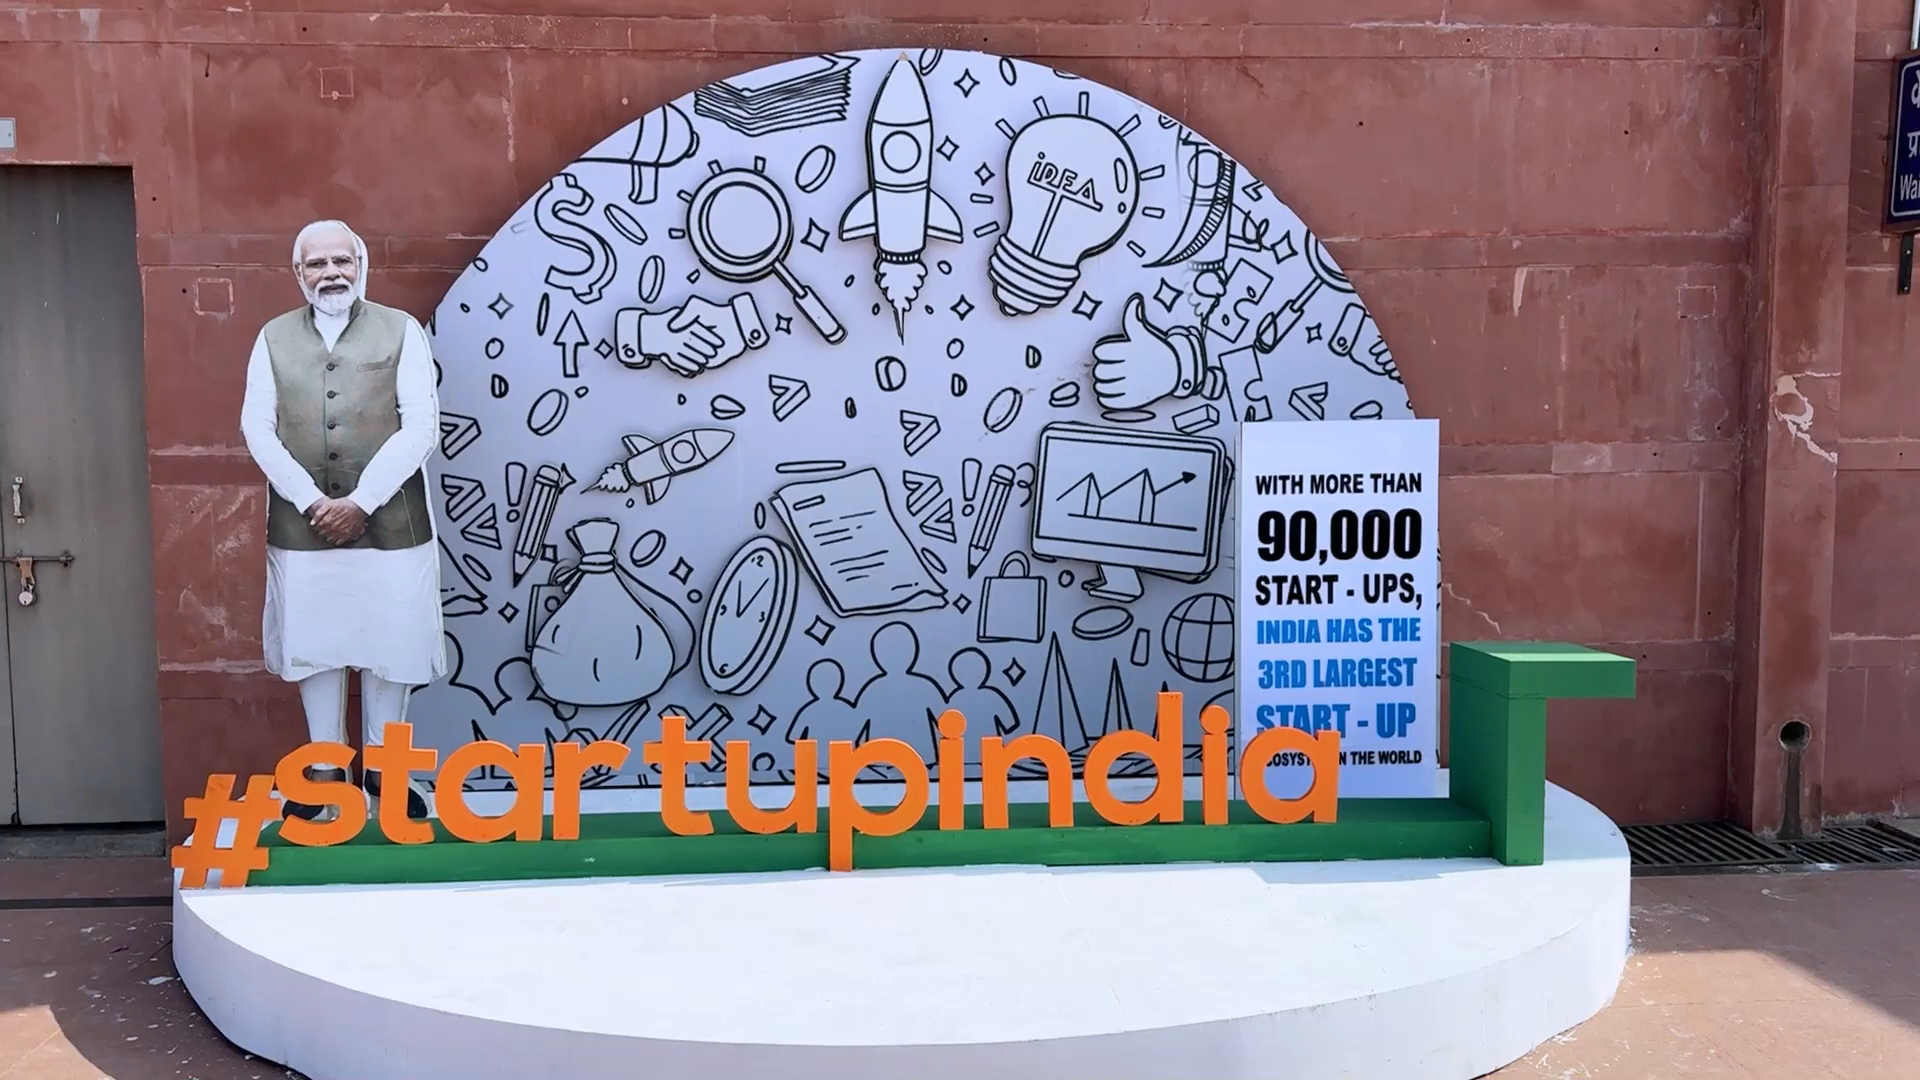 iDEA
WITH MORE THAN
90,000
START - UPS,
INDIA HAS THE
3RD LARGEST
START - UP
IN THE WORLD
#startupindia
Wai